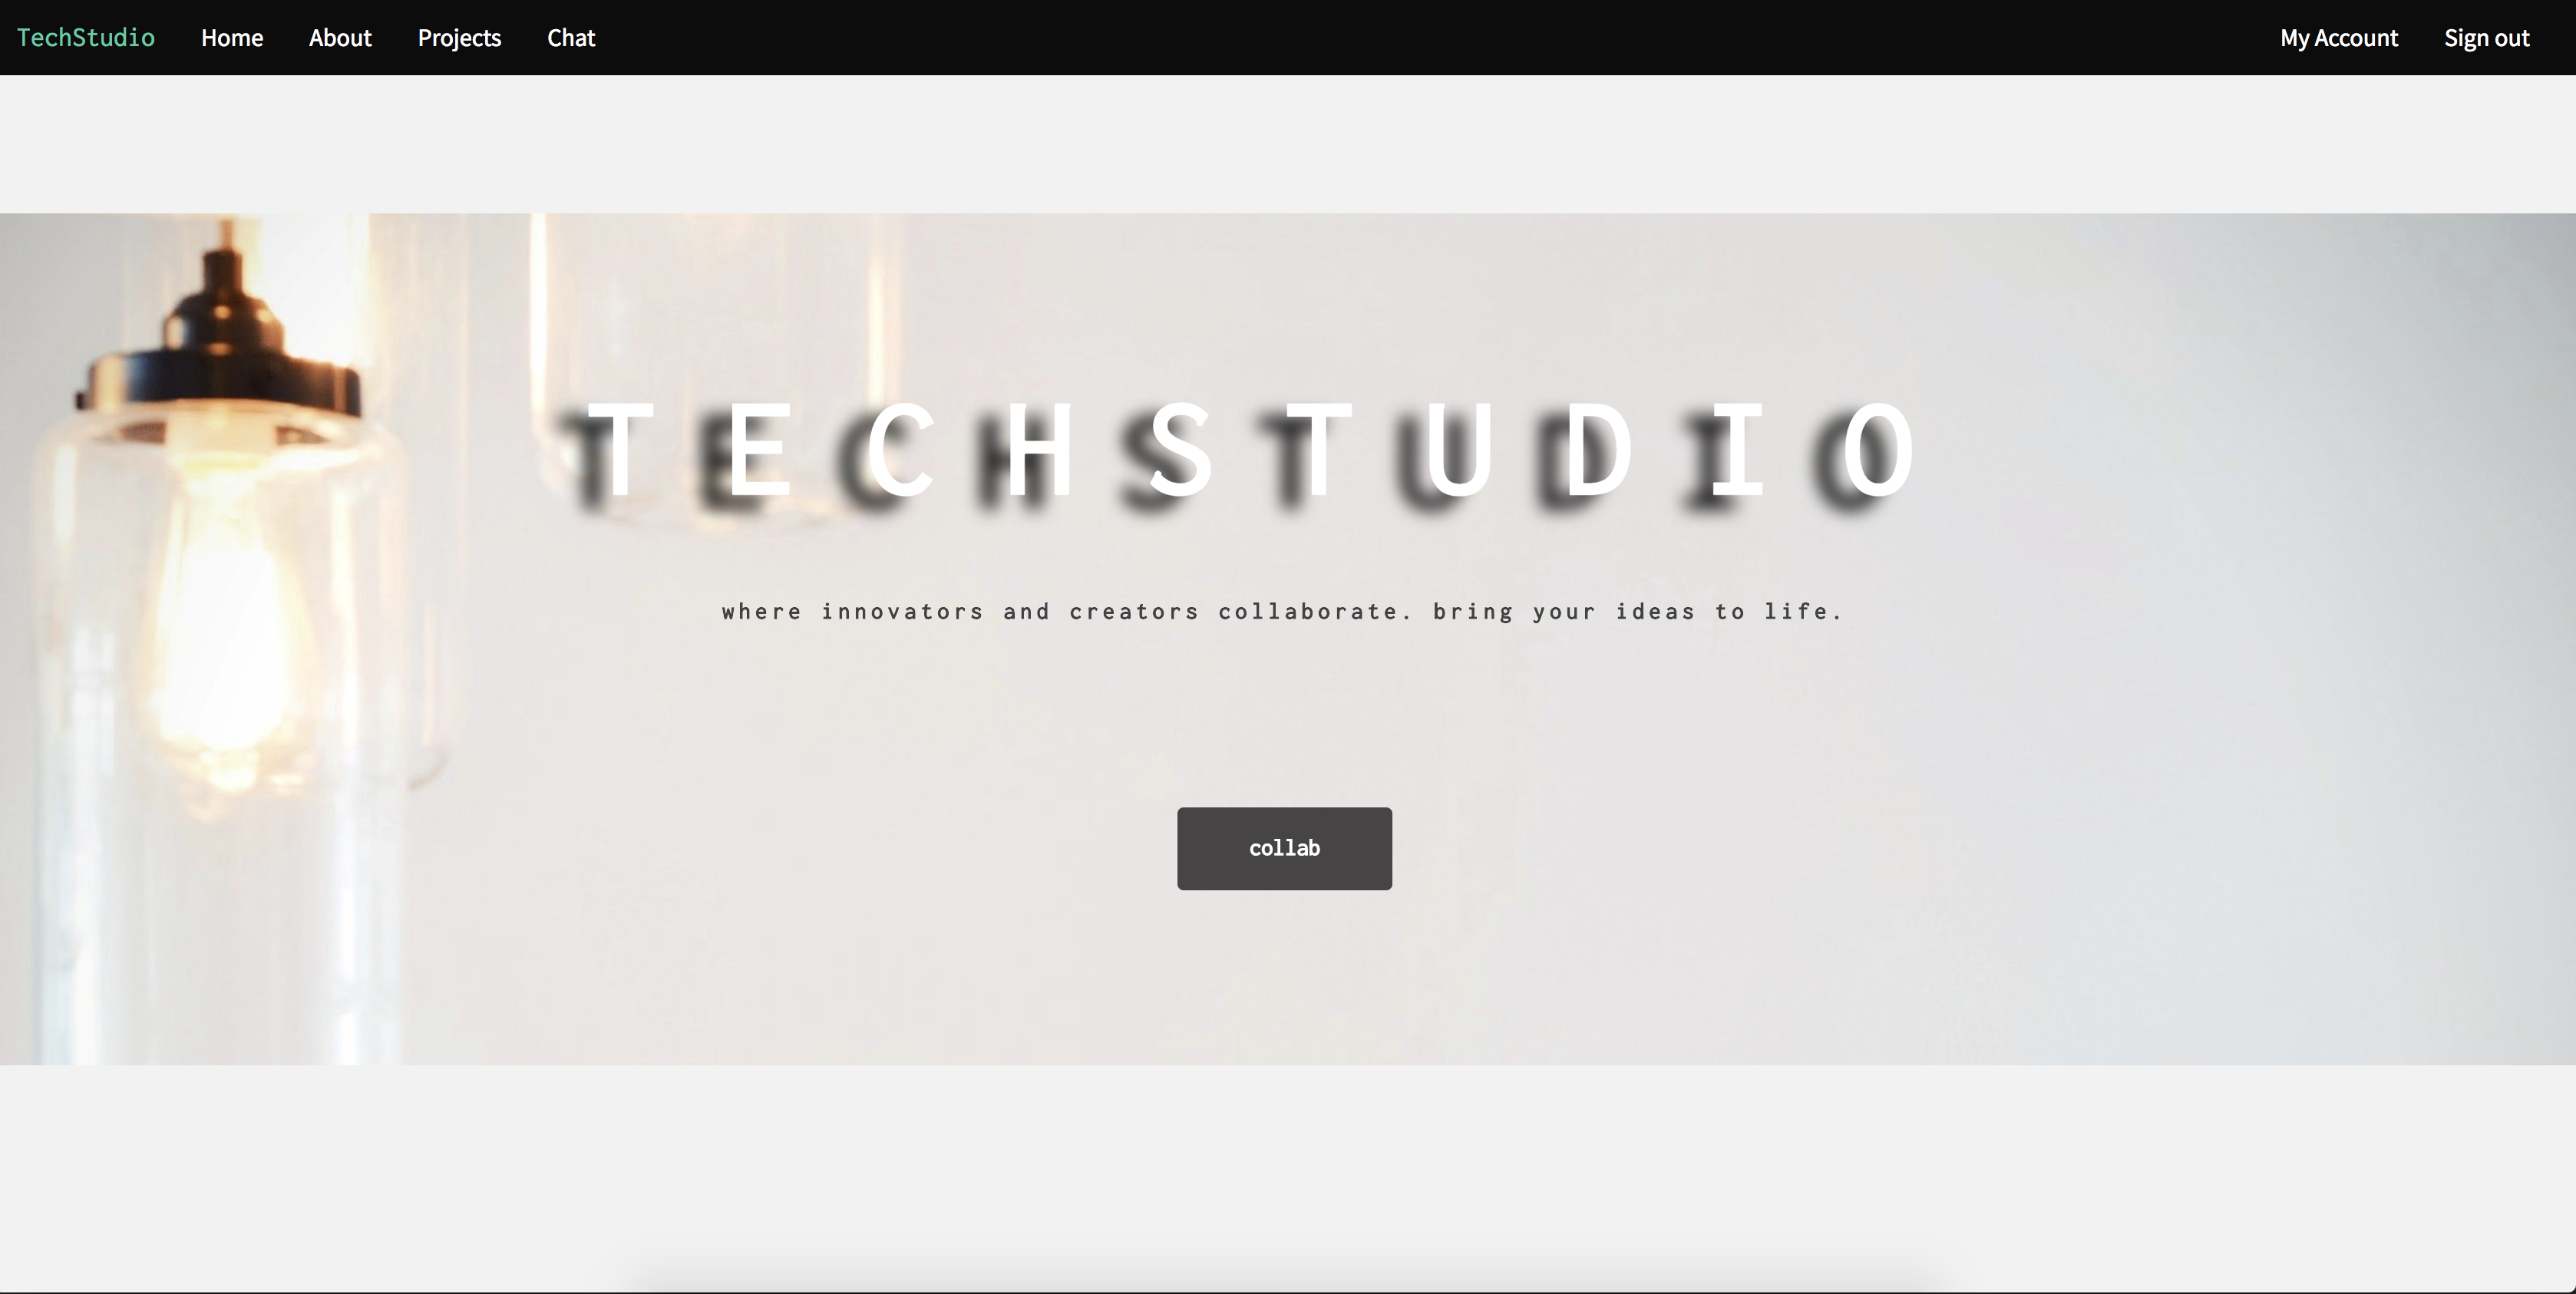 TechStudio Home About Projects Chat My Account Sign out
TECHSTUDIO
where innovators and creators collaborate. bring your ideas to life.
collab